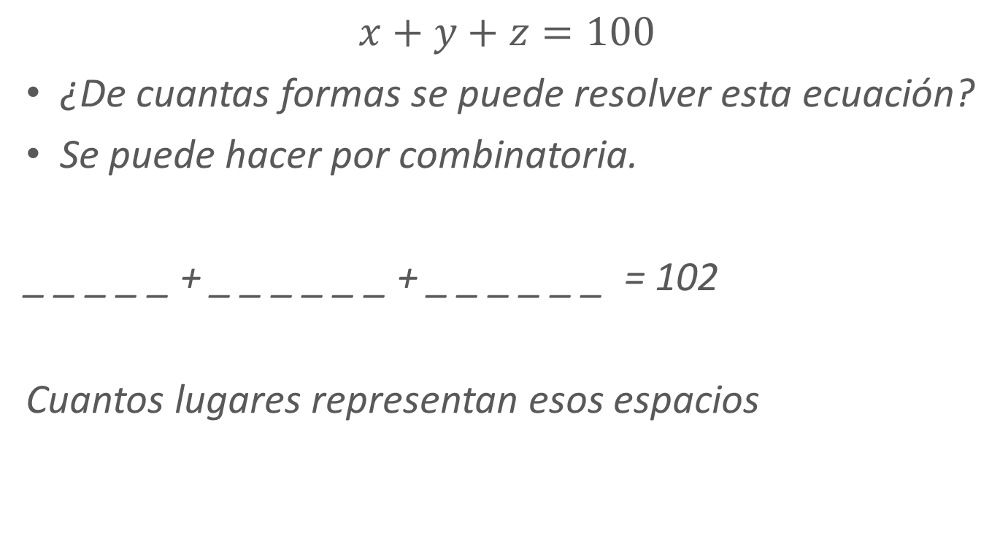 x + y + z = 100
• ¿De cuantas formas se puede resolver esta ecuación?
• Se puede hacer por combinatoria.
_ _ _ _ _ + _ _ _ _ _ _ + _ _ _ _ _ _ = 102
Cuantos lugares representan esos espacios